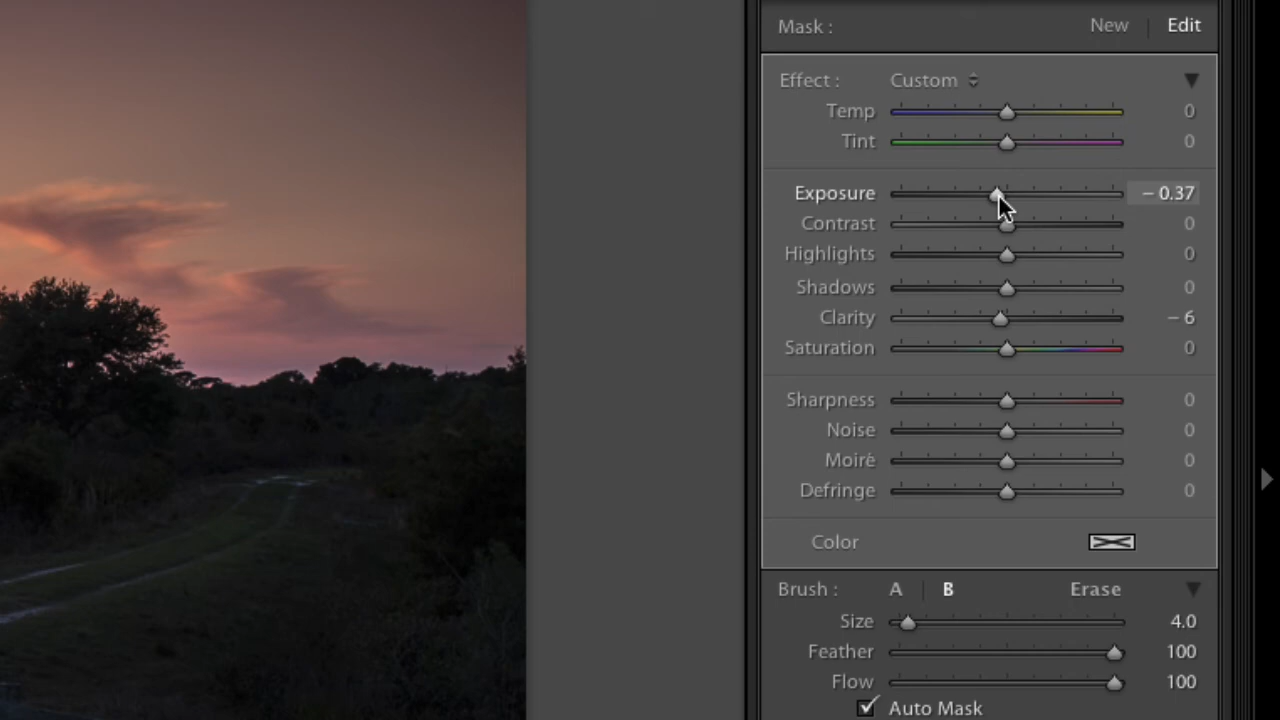 Mask : New | Edit
Effect : Custom
Temp 0
Tint 0
Exposure – 0.37
Contrast 0
Highlights 0
Shadows 0
Clarity – 6
Saturation 0
Sharpness 0
Noise 0
Moiré 0
Defringe 0
Color
Brush : A | B Erase
Size 4.0
Feather 100
Flow 100
Auto Mask